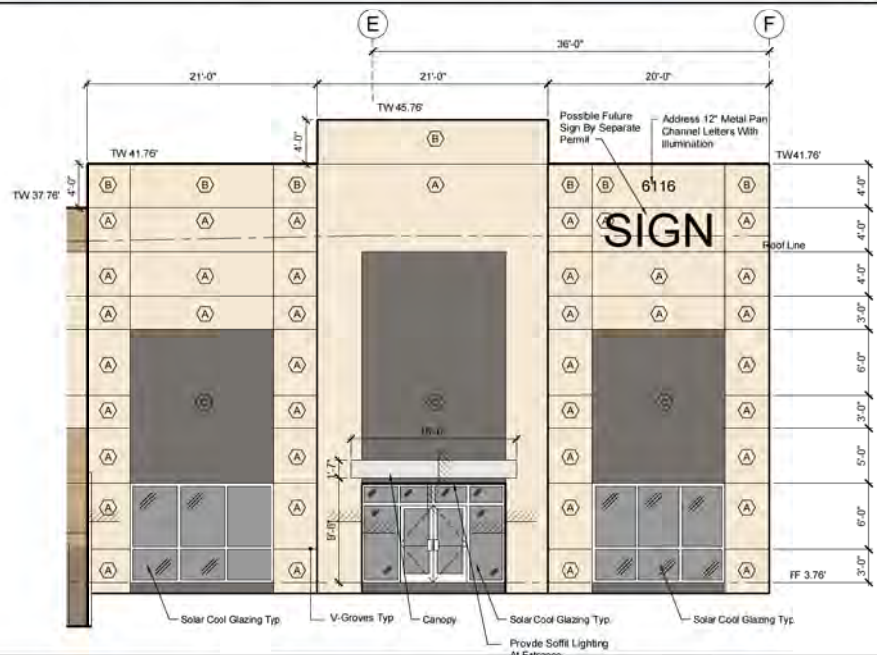 E
F
36'-0"
21'-0"
21'-0"
20'-0"
TW 45.76'
Possible Future
Sign By Separate
Permit
Address 12" Metal Pan
Channel Letters With
Illumination
4'-0"
B
TW 41.76'
TW41.76'
TW 37.76'
4'-0"
B
B
B
A
B
B
6116
B
4'-0"
A
A
A
A
A
SIGN
A
4'-0"
Roof Line
A
A
A
A
A
A
4'-0"
A
A
A
A
A
A
3'-0"
A
A
A
A
6'-0"
A
C
A
C
A
C
A
3'-0"
A
A
A
A
5'-0"
1'-7"
A
A
A
A
6'-0"
A
A
A
A
FF 3.76'
3'-0"
Solar Cool Glazing Typ.
V-Groves Typ
Canopy
Solar Cool Glazing Typ.
Solar Cool Glazing Typ.
Provde Soffit Lighting
At Entrance